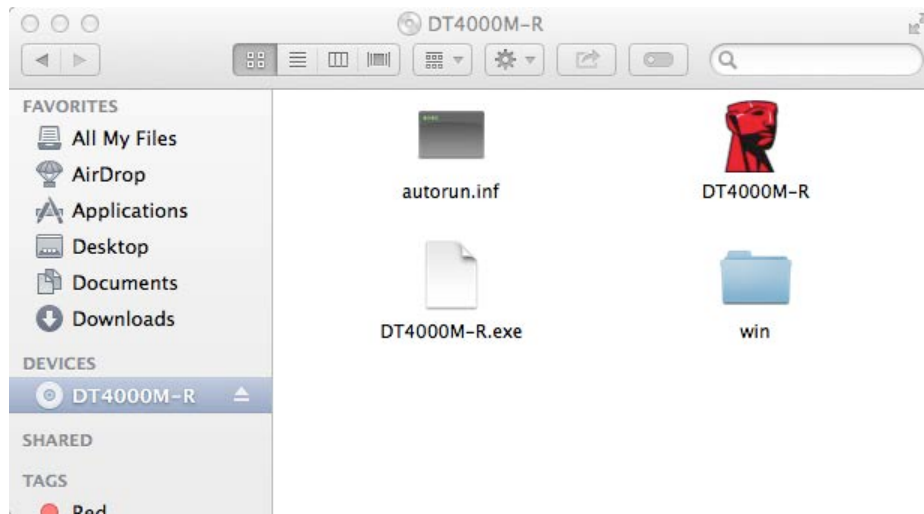 DT4000M-R
FAVORITES
All My Files
AirDrop
Applications
Desktop
Documents
Downloads
DEVICES
DT4000M-R
SHARED
TAGS
Red
autorun.inf
DT4000M-R
DT4000M-R.exe
win